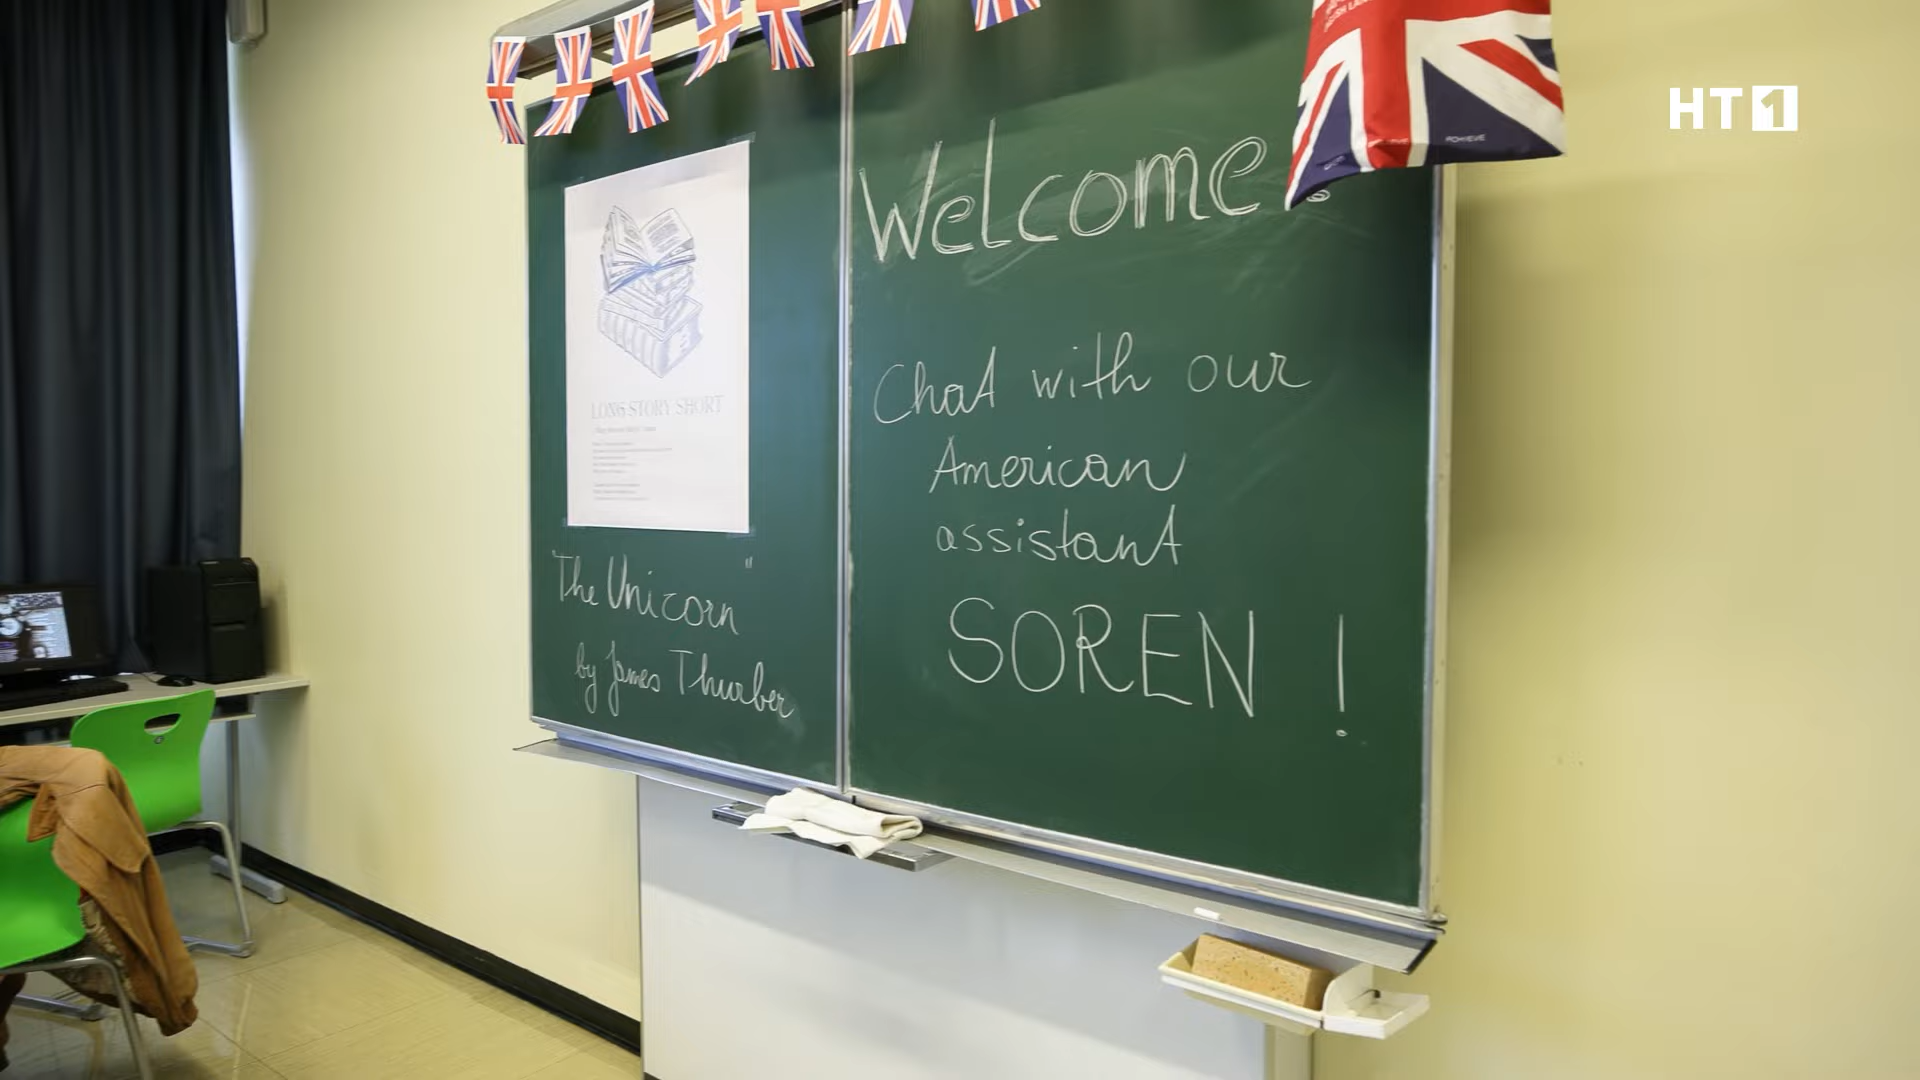 HT1
Welcome!
LONG STORY SHORT
Chat with our
American
assistant
SOREN !
"The Unicorn"
by James Thurber